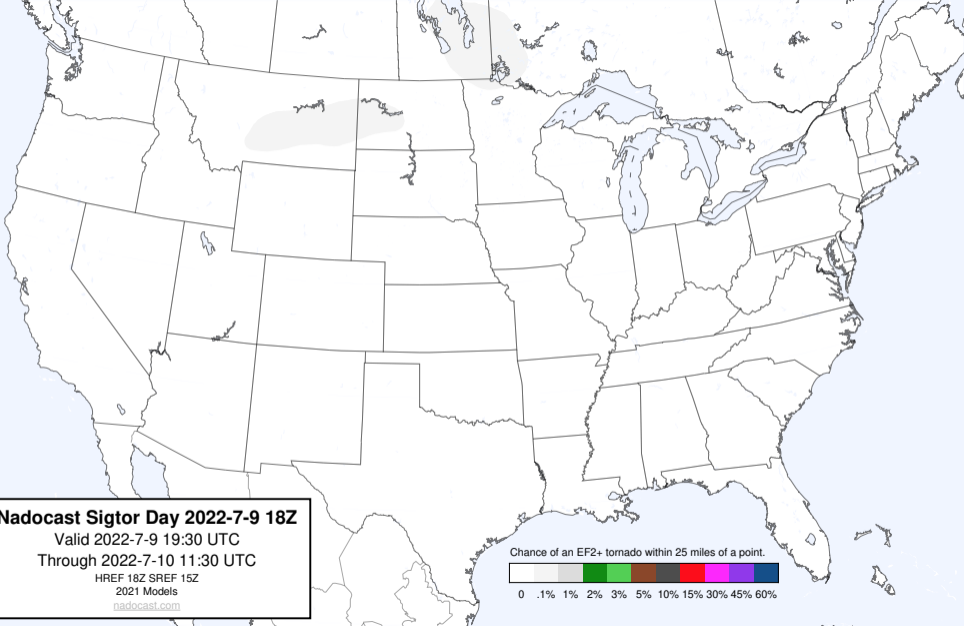 Nadocast Sigtor Day 2022-7-9 18Z
Valid 2022-7-9 19:30 UTC
Through 2022-7-10 11:30 UTC
HREF 18Z SREF 15Z
2021 Models
nadocast.com
Chance of an EF2+ tornado within 25 miles of a point.
0 .1% 1% 2% 3% 5% 10% 15% 30% 45% 60%